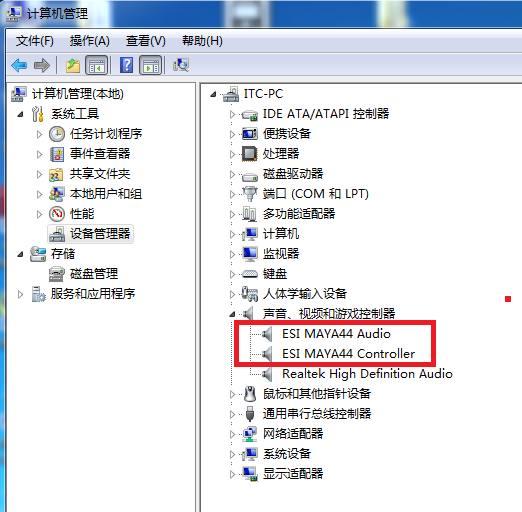 计算机管理
文件(F) 操作(A) 查看(V) 帮助(H)
计算机管理(本地)
系统工具
任务计划程序
事件查看器
共享文件夹
本地用户和组
性能
设备管理器
存储
磁盘管理
服务和应用程序
ITC-PC
IDE ATA/ATAPI 控制器
便携设备
处理器
磁盘驱动器
端口 (COM 和 LPT)
多功能适配器
计算机
监视器
键盘
人体学输入设备
声音、视频和游戏控制器
ESI MAYA44 Audio
ESI MAYA44 Controller
Realtek High Definition Audio
鼠标和其他指针设备
通用串行总线控制器
网络适配器
系统设备
显示适配器